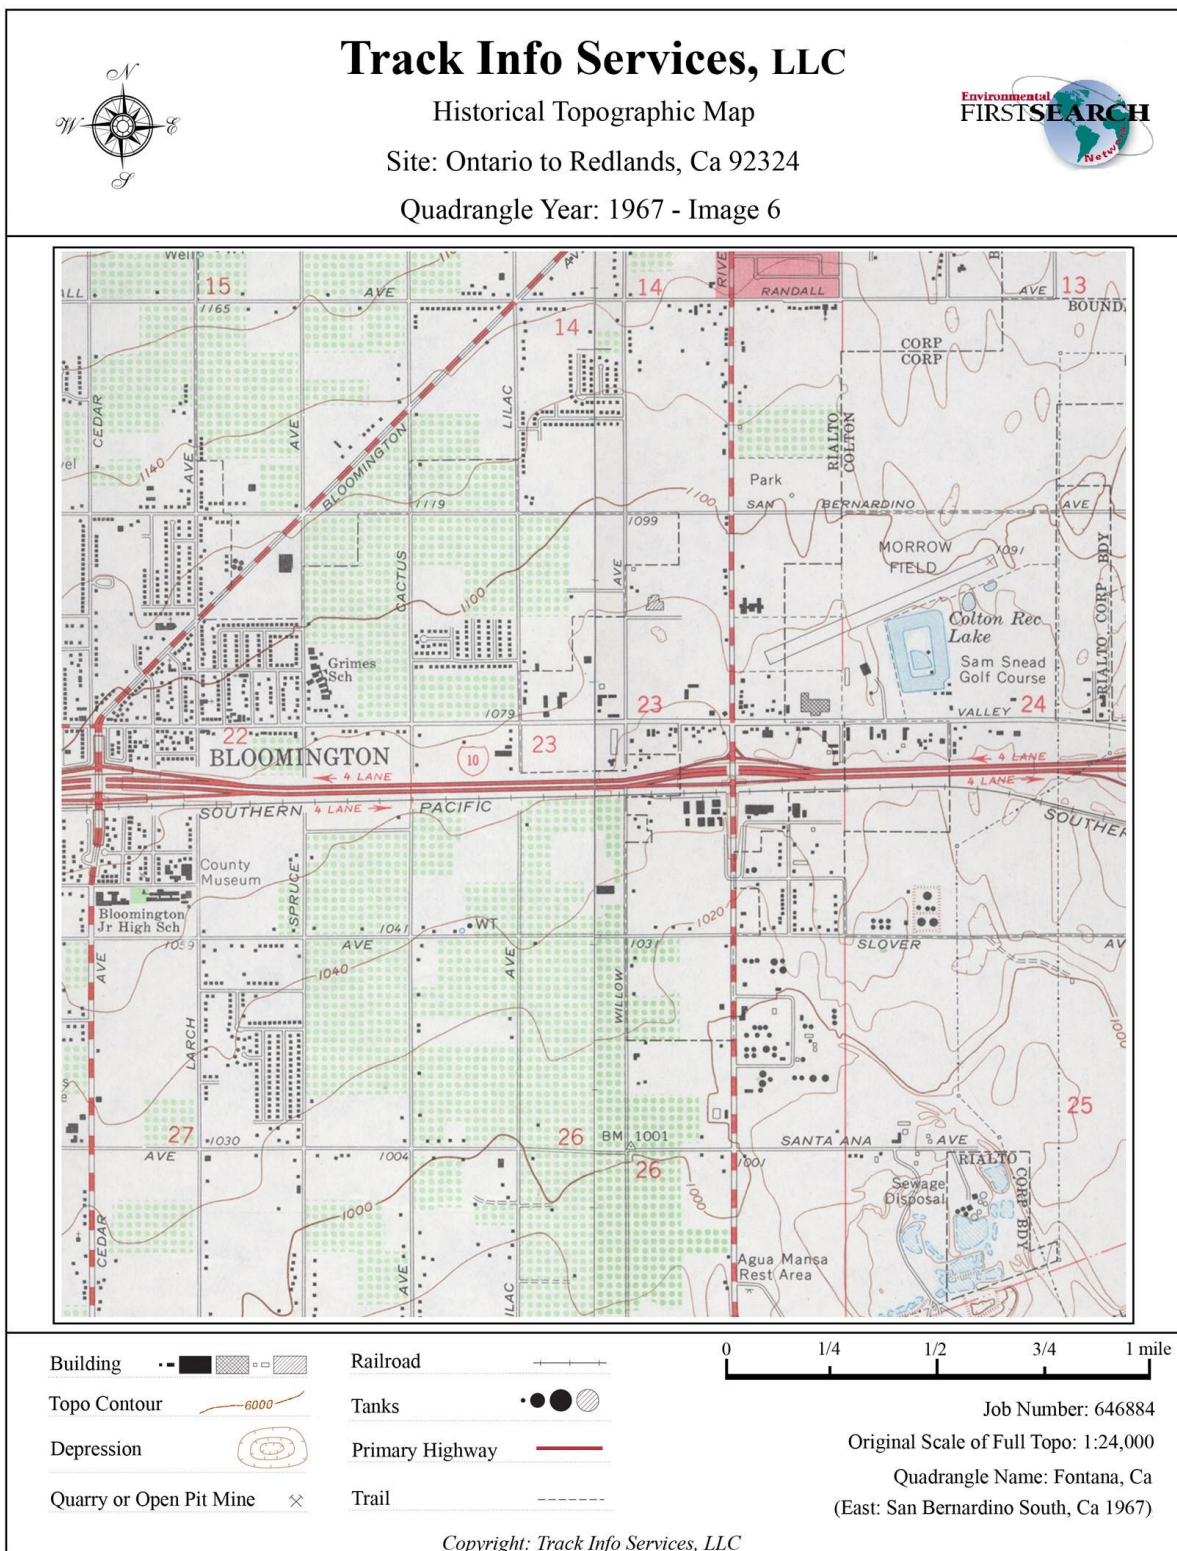 Track Info Services, LLC
Historical Topographic Map
Site: Ontario to Redlands, Ca 92324
Quadrangle Year: 1967 - Image 6
N
W
E
S
Environmental
FIRSTSEARCH
Network
Well
15
AVE
1165
14
14
RANDALL
AVE
13
BOUND
CORP
CORP
CEDAR
AVE
AVE
LILAC
BLOOMINGTON
RIALTO
COLTON
1140
1119
1100
Park
SAN
BERNARDINO
AVE
1099
MORROW
FIELD
1091
CACTUS
1100
AVE
RIALTO CORP BDY
Colton Rec
Lake
Sam Snead
Golf Course
Grimes
Sch
1079
23
VALLEY
24
22
BLOOMINGTON
10
23
4 LANE
4 LANE
4 LANE
4 LANE
SOUTHERN
PACIFIC
SOUTHER
County
Museum
SPRUCE
Bloomington
Jr High Sch
1059
1041
AVE
WT
1020
1031
SLOVER
AV
AVE
1040
AVE
WILLOW
LARCH
1000
25
27
1030
AVE
1004
26
BM 1001
26
1001
SANTA ANA
AVE
RIALTO
CORP BDY
Sewage
Disposal
1000
1000
CEDAR
AVE
ILAC
Agua Mansa
Rest Area
Building
Topo Contour
6000
Depression
Quarry or Open Pit Mine
Railroad
Tanks
Primary Highway
Trail
0 1/4 1/2 3/4 1 mile
Job Number: 646884
Original Scale of Full Topo: 1:24,000
Quadrangle Name: Fontana, Ca
(East: San Bernardino South, Ca 1967)
Copyright: Track Info Services, LLC